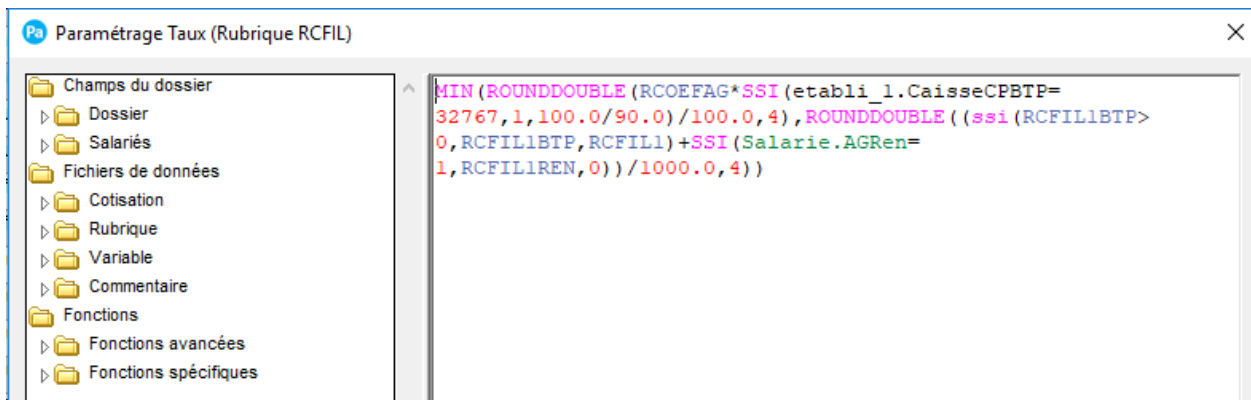 Pa Paramétrage Taux (Rubrique RCFIL)
Champs du dossier
Dossier
Salariés
Fichiers de données
Cotisation
Rubrique
Variable
Commentaire
Fonctions
Fonctions avancées
Fonctions spécifiques
MIN(ROUNDDOUBLE(RCOEFAG*SSI(etabli_1.CaisseCPBTP=
32767,1,100.0/90.0)/100.0,4),ROUNDDOUBLE((ssi(RCFIL1BTP>
0,RCFIL1BTP,RCFIL1)+SSI(Salarie.AGRen=
1,RCFIL1REN,0))/1000.0,4))